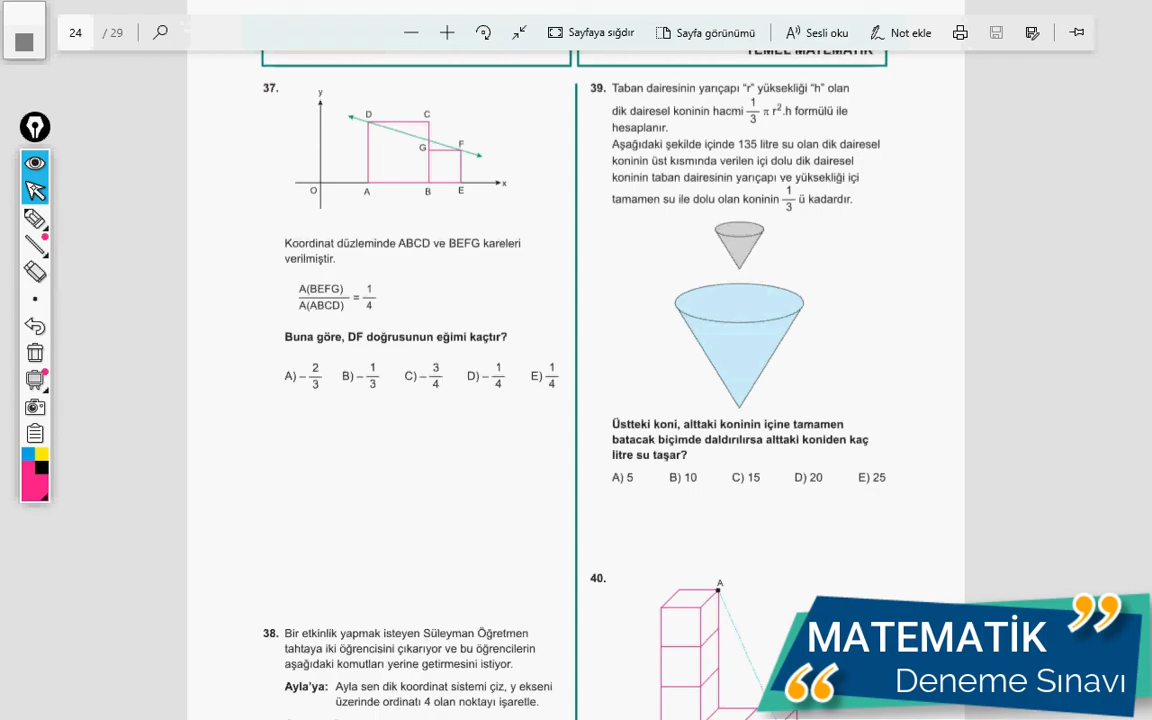 24 / 29
Sayfaya sığdır
Sayfa görünümü
Sesli oku
Not ekle
TEMEL MATEMATİK
37.
y
D
C
G
F
O
A
B
E
x
Koordinat düzleminde ABCD ve BEFG kareleri
verilmiştir.
A(BEFG)/A(ABCD) = 1/4
Buna göre, DF doğrusunun eğimi kaçtır?
A) – 2/3 B) – 1/3 C) – 3/4 D) – 1/4 E) 1/4
38. Bir etkinlik yapmak isteyen Süleyman Öğretmen
tahtaya iki öğrencisini çıkarıyor ve bu öğrencilerin
aşağıdaki komutları yerine getirmesini istiyor.
Ayla'ya: Ayla sen dik koordinat sistemi çiz, y ekseni
üzerinde ordinatı 4 olan noktayı işaretle.
39. Taban dairesinin yarıçapı "r" yüksekliği "h" olan
dik dairesel koninin hacmi 1/3 π r².h formülü ile
hesaplanır.
Aşağıdaki şekilde içinde 135 litre su olan dik dairesel
koninin üst kısmında verilen içi dolu dik dairesel
koninin taban dairesinin yarıçapı ve yüksekliği içi
tamamen su ile dolu olan koninin 1/3 ü kadardır.
Üstteki koni, alttaki koninin içine tamamen
batacak biçimde daldırılırsa alttaki koniden kaç
litre su taşar?
A) 5 B) 10 C) 15 D) 20 E) 25
40.
A
MATEMATİK
Deneme Sınavı